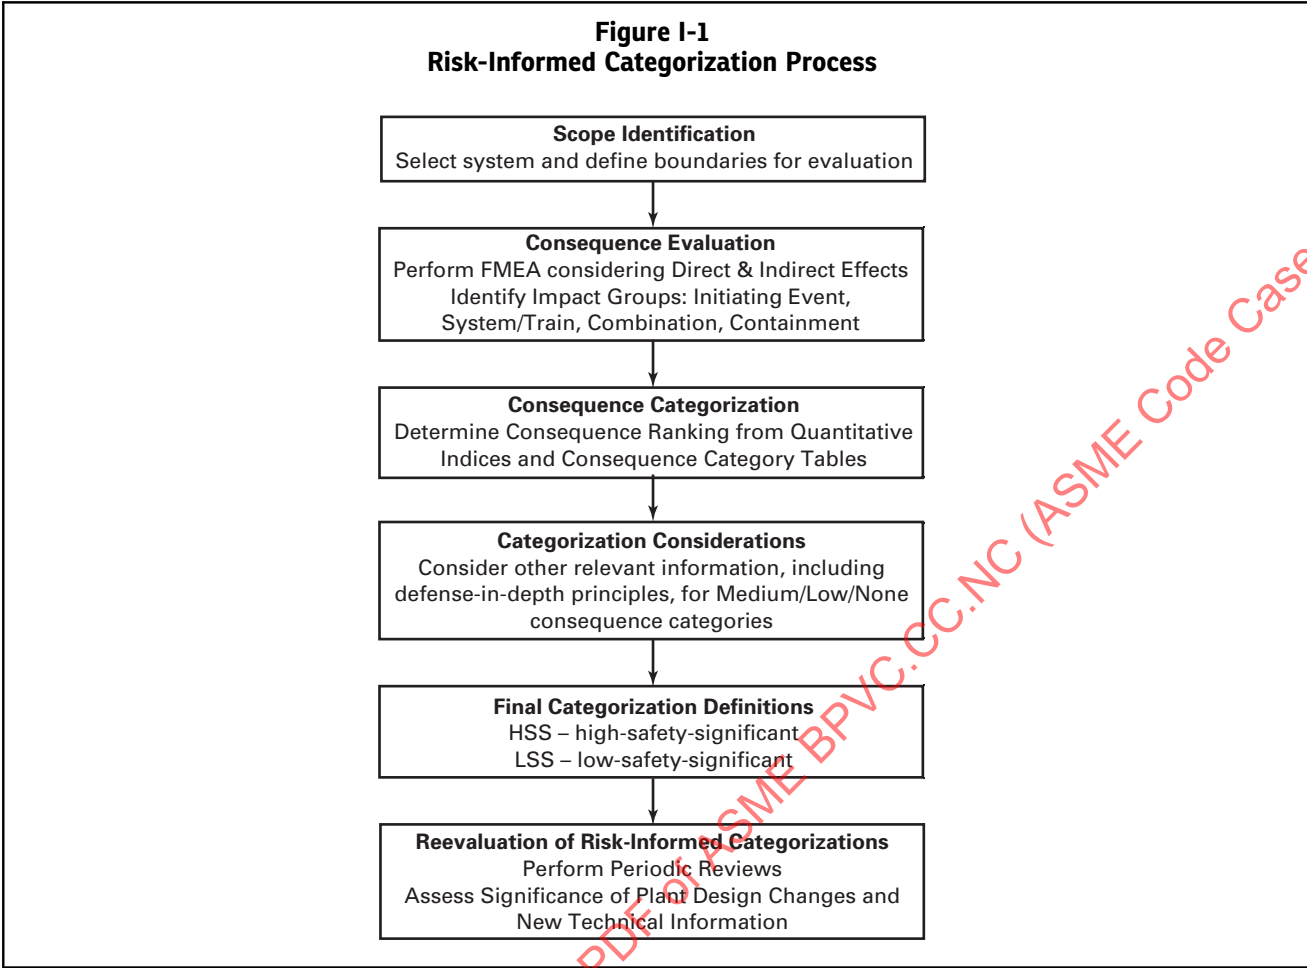 Figure I-1
Risk-Informed Categorization Process
Scope Identification
Select system and define boundaries for evaluation
Consequence Evaluation
Perform FMEA considering Direct & Indirect Effects
Identify Impact Groups: Initiating Event,
System/Train, Combination, Containment
Consequence Categorization
Determine Consequence Ranking from Quantitative
Indices and Consequence Category Tables
Categorization Considerations
Consider other relevant information, including
defense-in-depth principles, for Medium/Low/None
consequence categories
Final Categorization Definitions
HSS – high-safety-significant
LSS – low-safety-significant
Reevaluation of Risk-Informed Categorizations
Perform Periodic Reviews
Assess Significance of Plant Design Changes and
New Technical Information
PDF of ASME BPVC.CC.NC (ASME Code Case